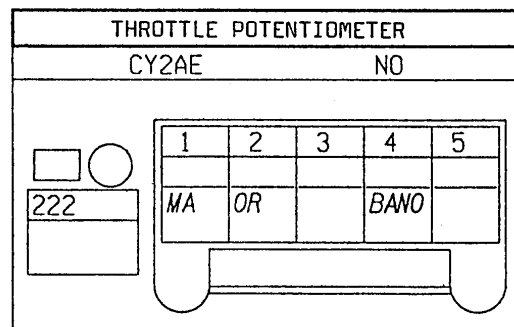 THROTTLE POTENTIOMETER
CY2AE NO
1 2 3 4 5
222
MA OR BANO